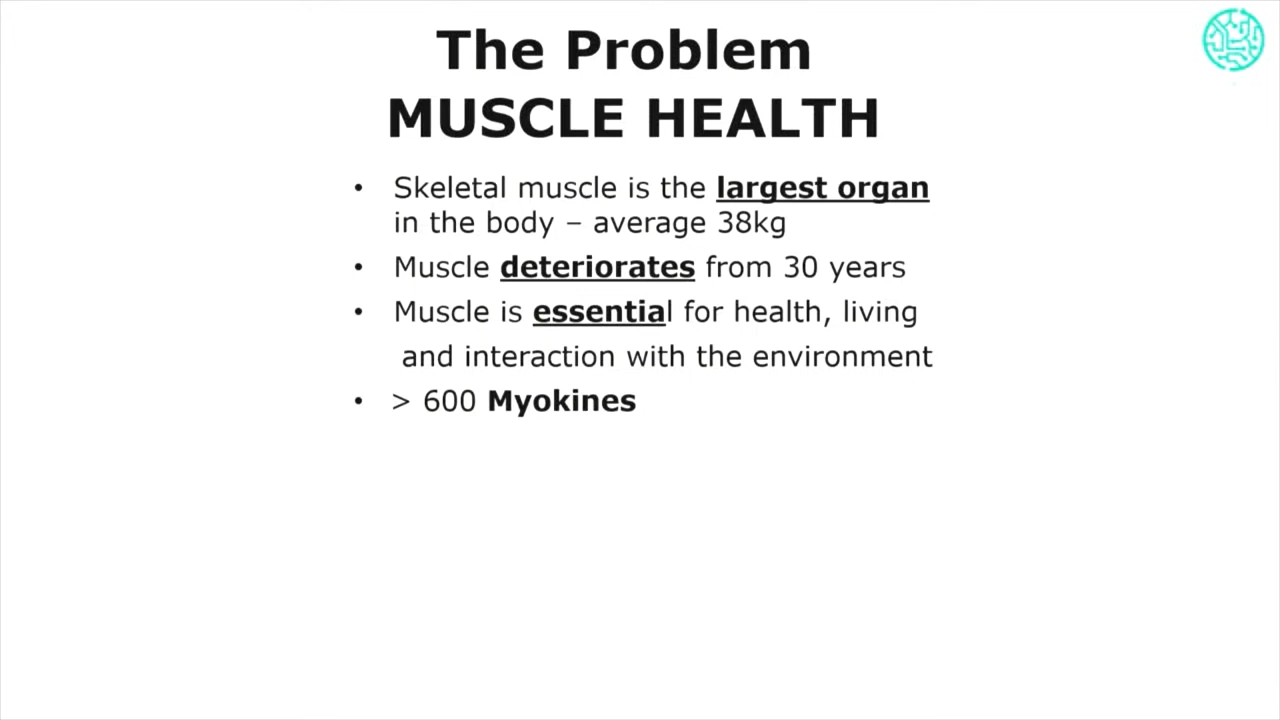 The Problem
MUSCLE HEALTH
• Skeletal muscle is the largest organ
in the body – average 38kg
• Muscle deteriorates from 30 years
• Muscle is essential for health, living
and interaction with the environment
• > 600 Myokines